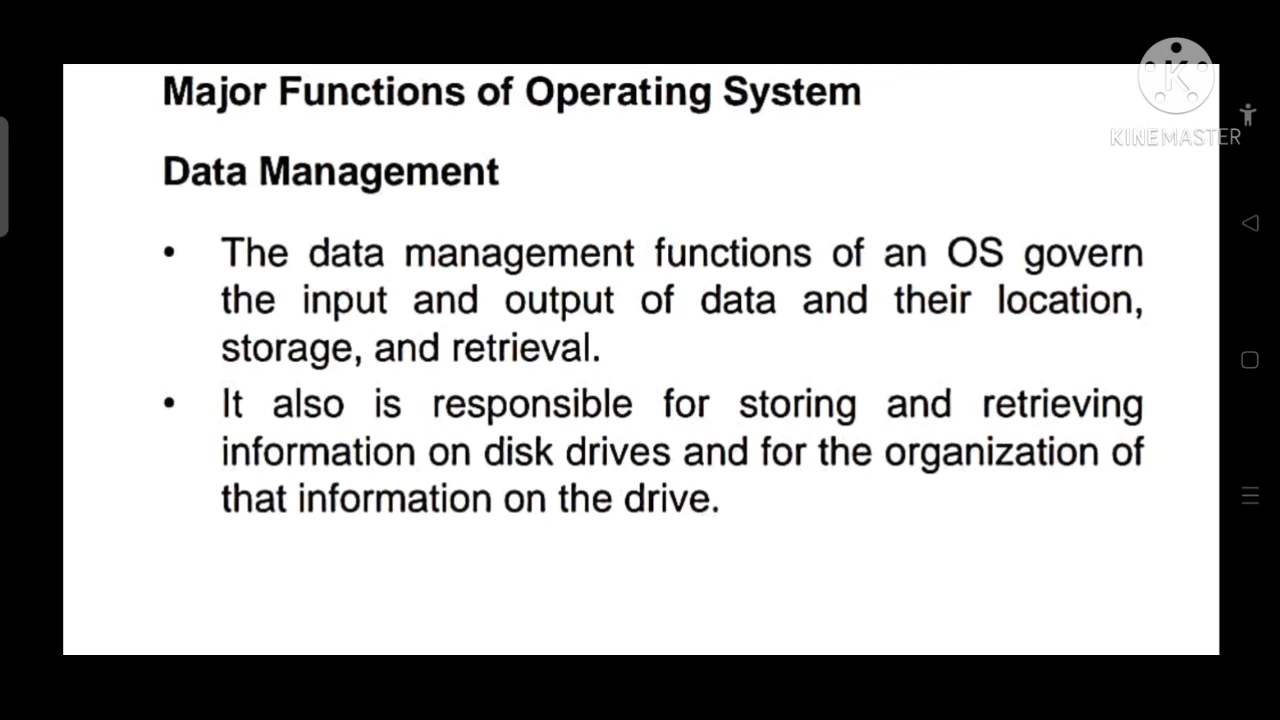 Major Functions of Operating System
KINEMASTER
Data Management
• The data management functions of an OS govern
the input and output of data and their location,
storage, and retrieval.
• It also is responsible for storing and retrieving
information on disk drives and for the organization of
that information on the drive.